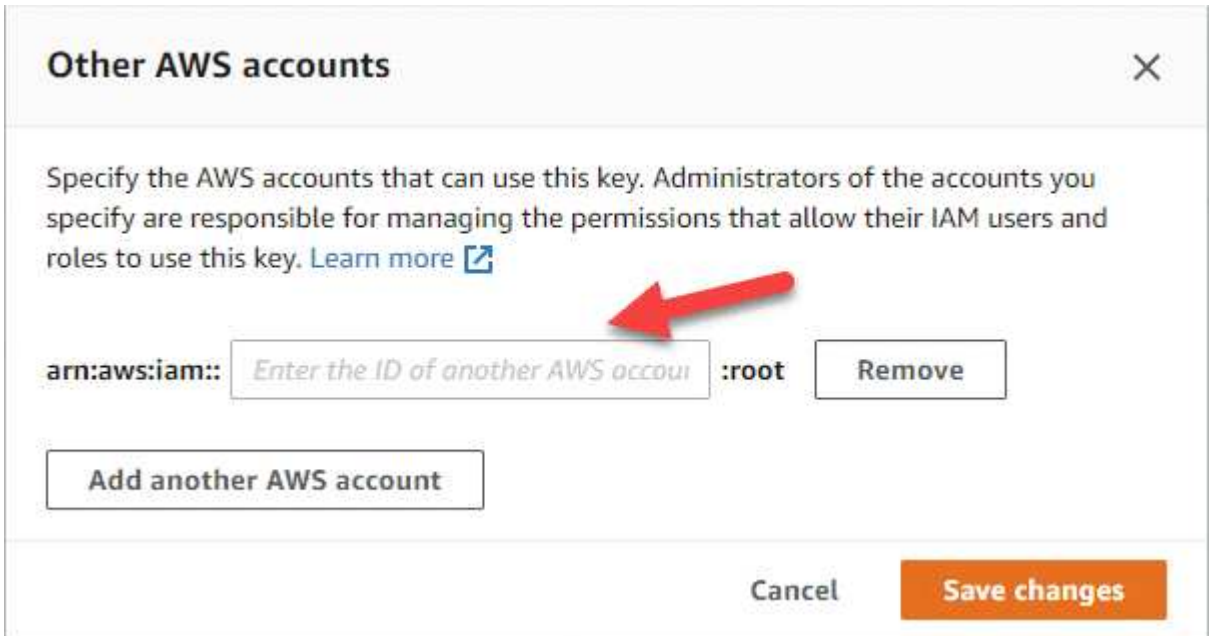 Other AWS accounts
Specify the AWS accounts that can use this key. Administrators of the accounts you
specify are responsible for managing the permissions that allow their IAM users and
roles to use this key. Learn more
arn:aws:iam:: Enter the ID of another AWS accou :root Remove
Add another AWS account
Cancel Save changes